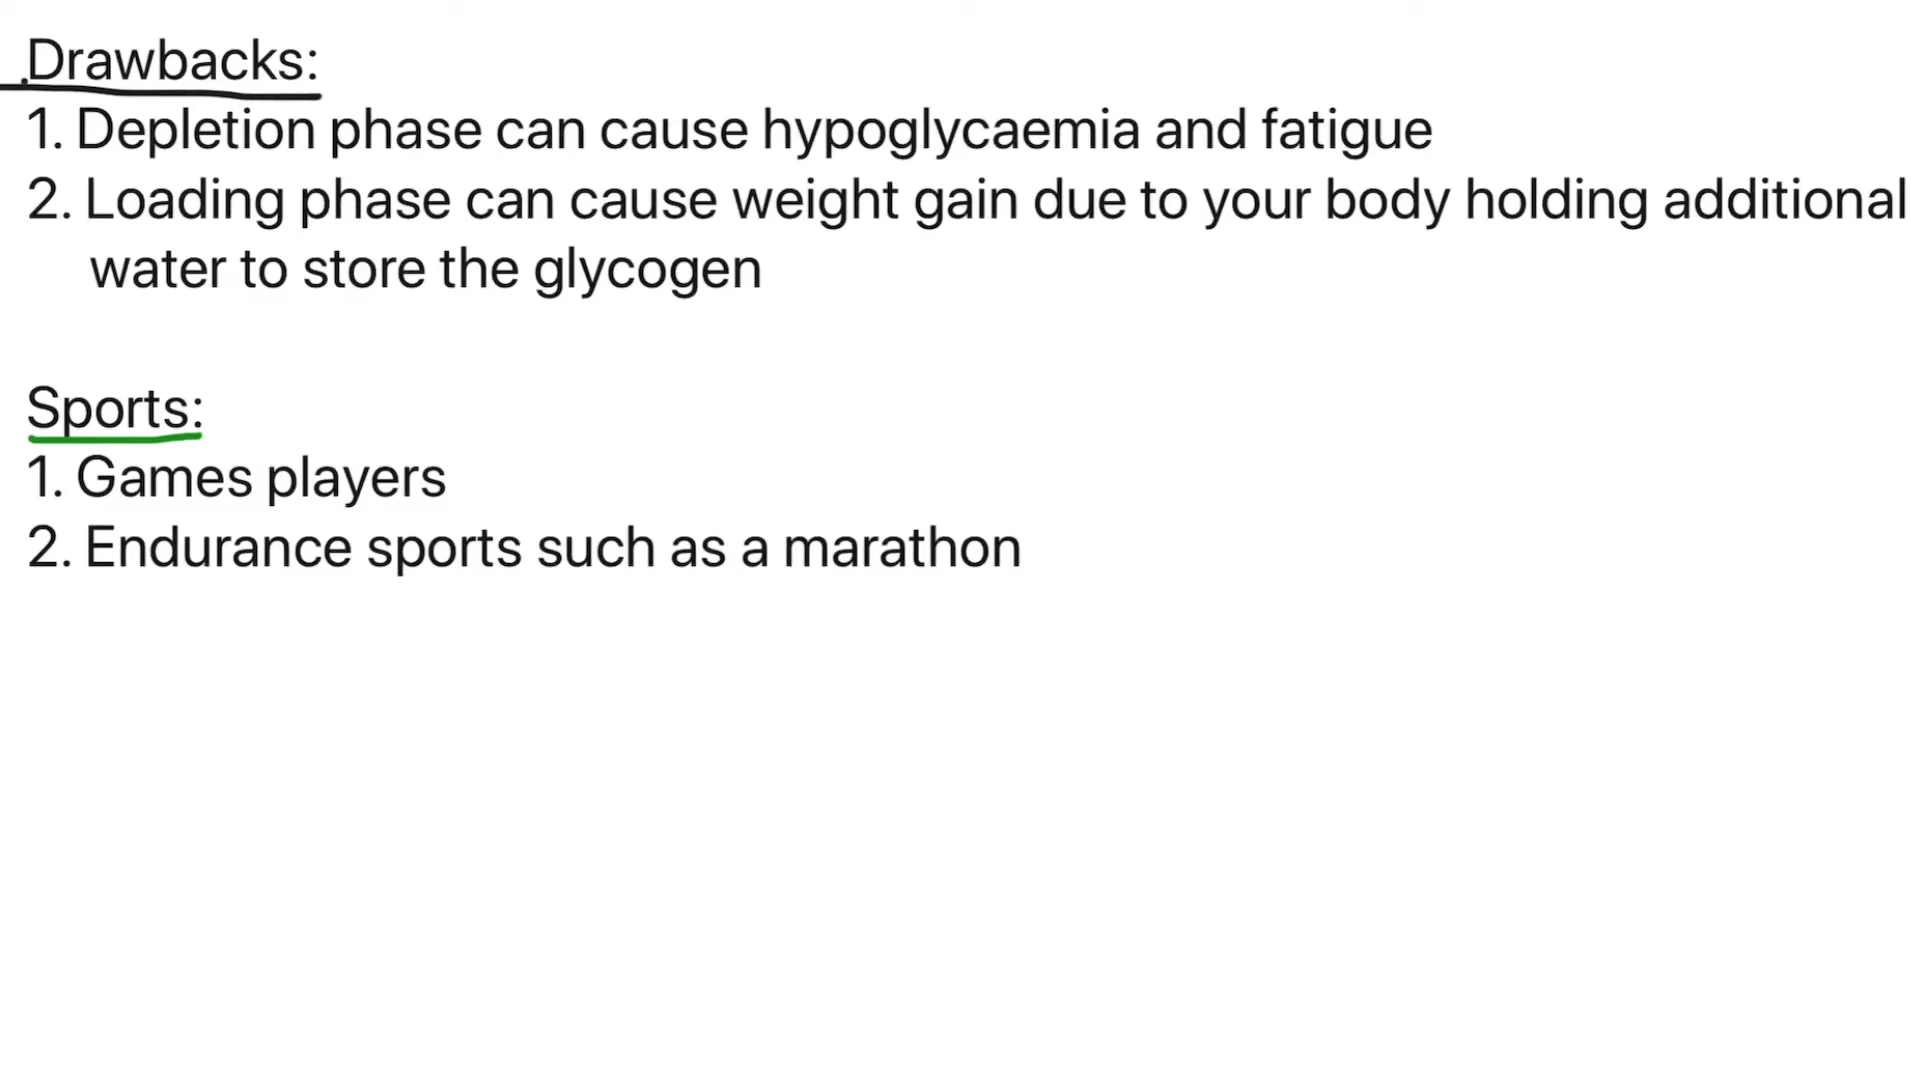 Drawbacks:
1. Depletion phase can cause hypoglycaemia and fatigue
2. Loading phase can cause weight gain due to your body holding additional
water to store the glycogen
Sports:
1. Games players
2. Endurance sports such as a marathon